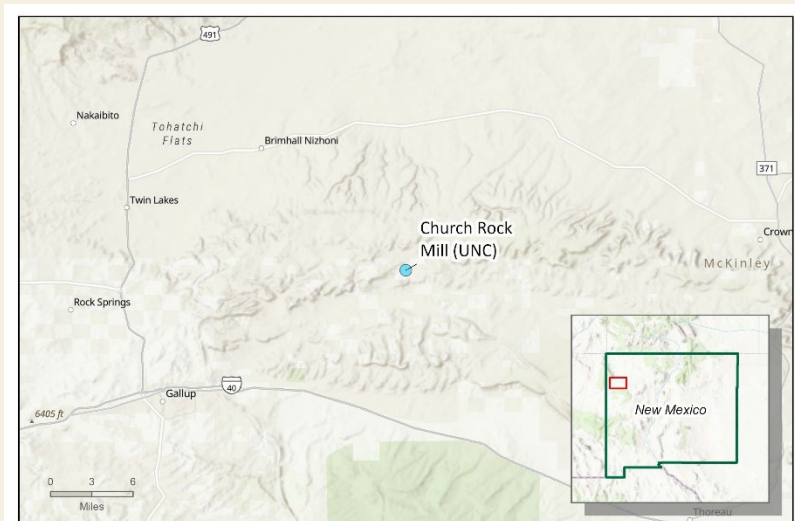 491
Nakaibito
Tohatchi
Flats
Brimhall Nizhoni
371
Twin Lakes
Church Rock
Mill (UNC)
Crown
McKinley
Rock Springs
40
Gallup
6405 ft
New Mexico
0 3 6
Miles
Thoreau